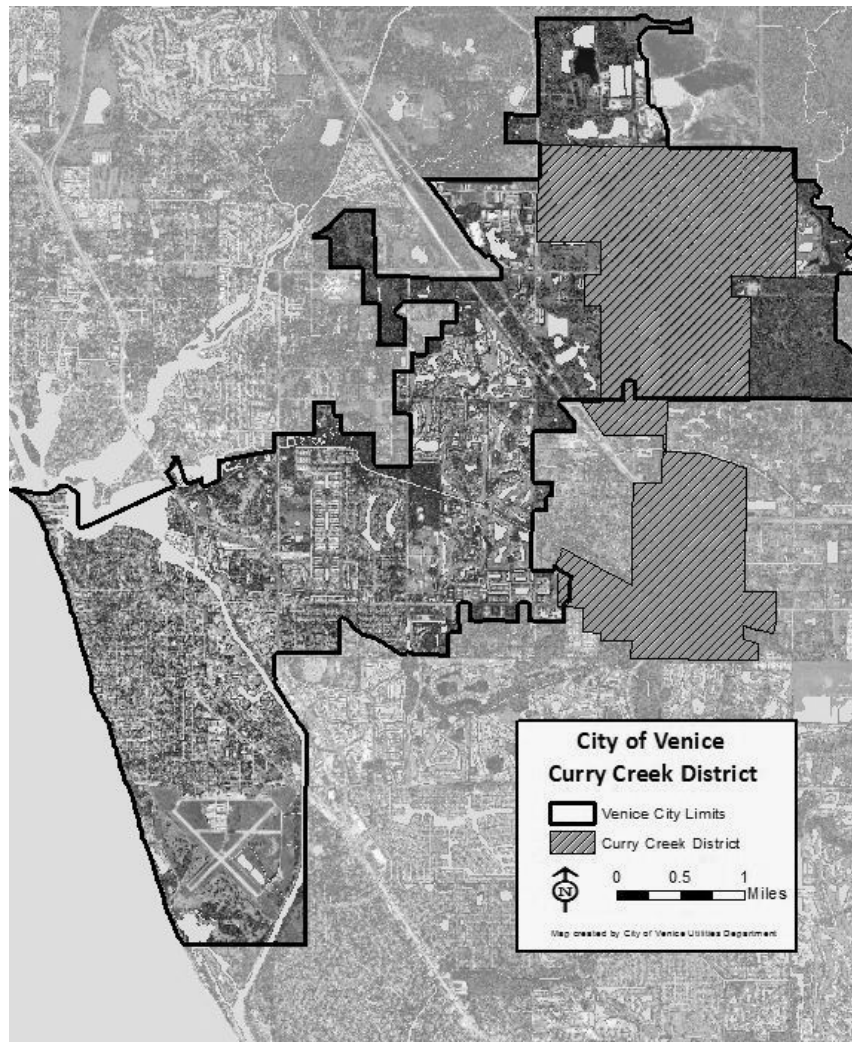 City of Venice
Curry Creek District
Venice City Limits
Curry Creek District
N
0 0.5 1
Miles
Map created by City of Venice Utilities Department